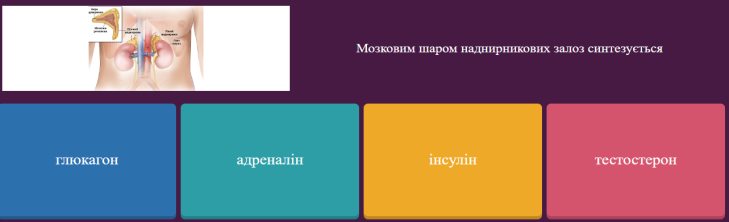 Мозковим шаром наднирникових залоз синтезується
глюкагон
адреналін
інсулін
тестостерон